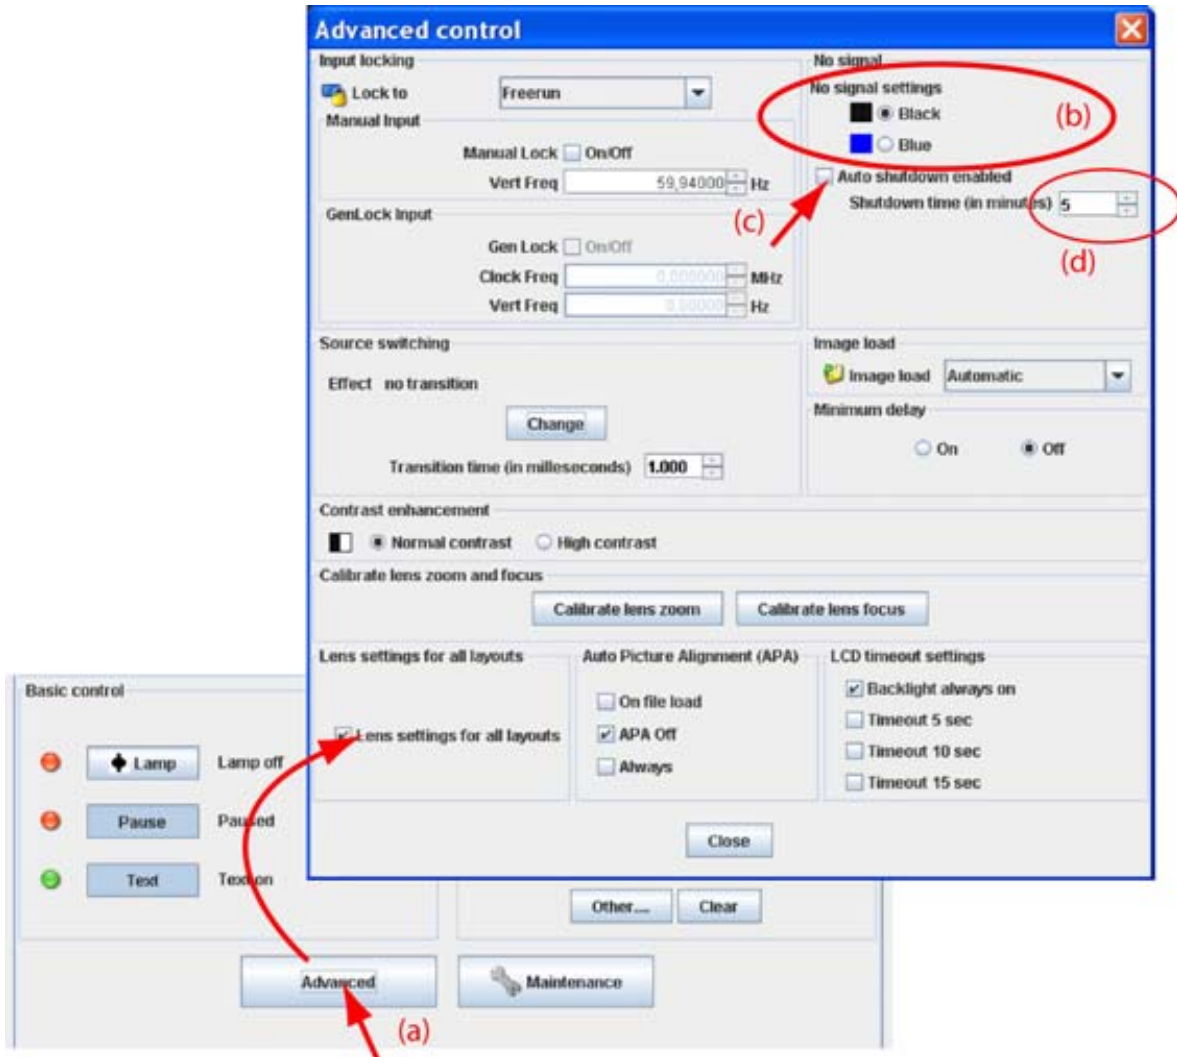 Advanced control
Input locking
Lock to Freerun
Manual Input
Manual Lock On/Off
Vert Freq 59,94000 Hz
GenLock Input
Gen Lock On/Off
Clock Freq 0,000000 MHz
Vert Freq 0,00000 Hz
No signal
No signal settings
Black
Blue
(b)
Auto shutdown enabled
Shutdown time (in minutes) 5
(c)
(d)
Source switching
Effect no transition
Change
Transition time (in milleseconds) 1.000
Image load
Image load Automatic
Minimum delay
On Off
Contrast enhancement
Normal contrast High contrast
Calibrate lens zoom and focus
Calibrate lens zoom Calibrate lens focus
Lens settings for all layouts
Lens settings for all layouts
Auto Picture Alignment (APA)
On file load
APA Off
Always
LCD timeout settings
Backlight always on
Timeout 5 sec
Timeout 10 sec
Timeout 15 sec
Close
Basic control
Lamp Lamp off
Pause Paused
Text Text on
Other.... Clear
Advanced Maintenance
(a)